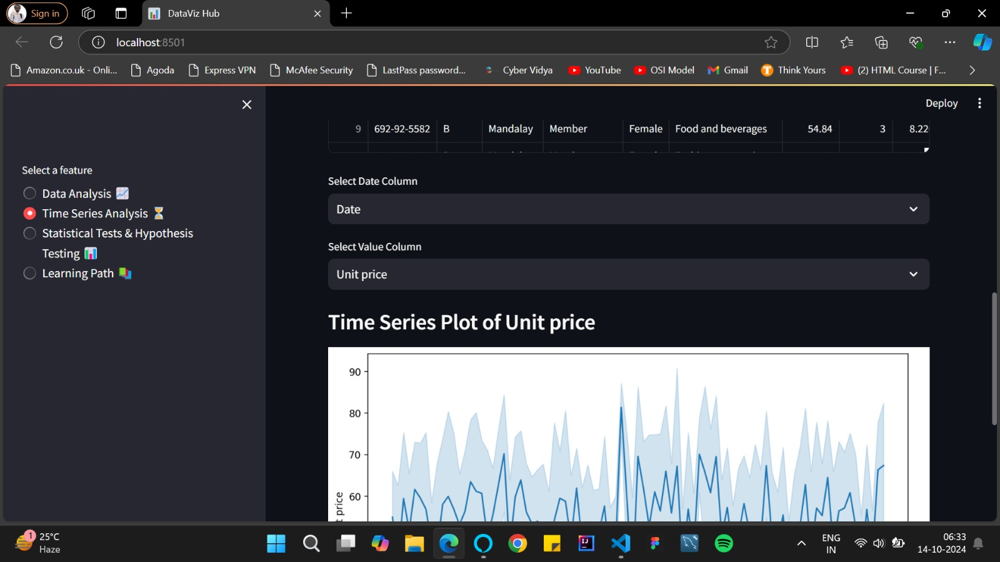 Sign in
DataViz Hub
localhost:8501
Amazon.co.uk - Onli...
Agoda
Express VPN
McAfee Security
LastPass password...
Cyber Vidya
YouTube
OSI Model
Gmail
Think Yours
(2) HTML Course | F...
Deploy
Select a feature
Data Analysis
Time Series Analysis
Statistical Tests & Hypothesis
Testing
Learning Path
9 692-92-5582 B Mandalay Member Female Food and beverages 54.84 3 8.22
Select Date Column
Date
Select Value Column
Unit price
Time Series Plot of Unit price
90
80
70
60
price
1
25°C
Haze
ENG
IN
06:33
14-10-2024